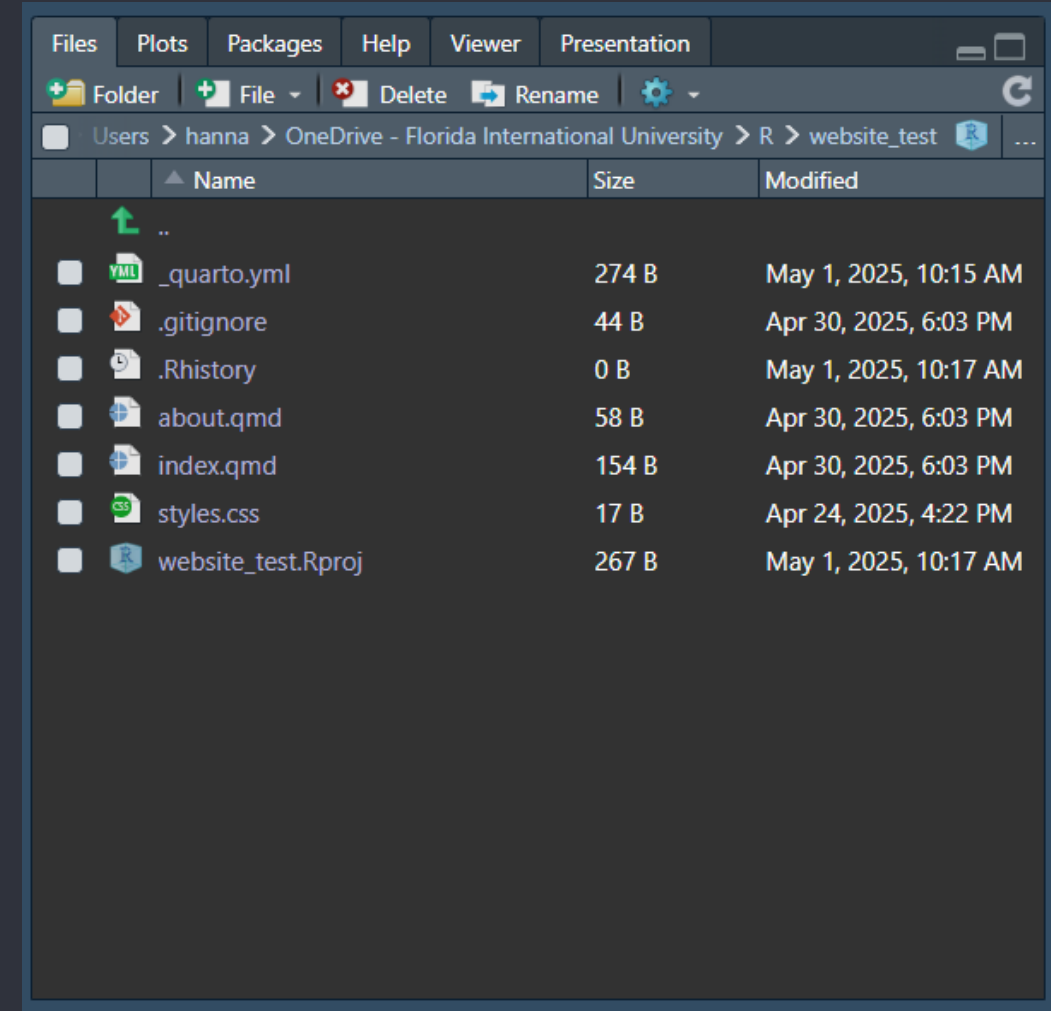 Files Plots Packages Help Viewer Presentation
Folder File Delete Rename
Users > hanna > OneDrive - Florida International University > R > website_test R ...
Name Size Modified
..
YML _quarto.yml 274 B May 1, 2025, 10:15 AM
.gitignore 44 B Apr 30, 2025, 6:03 PM
.Rhistory 0 B May 1, 2025, 10:17 AM
about.qmd 58 B Apr 30, 2025, 6:03 PM
index.qmd 154 B Apr 30, 2025, 6:03 PM
CSS styles.css 17 B Apr 24, 2025, 4:22 PM
R website_test.Rproj 267 B May 1, 2025, 10:17 AM